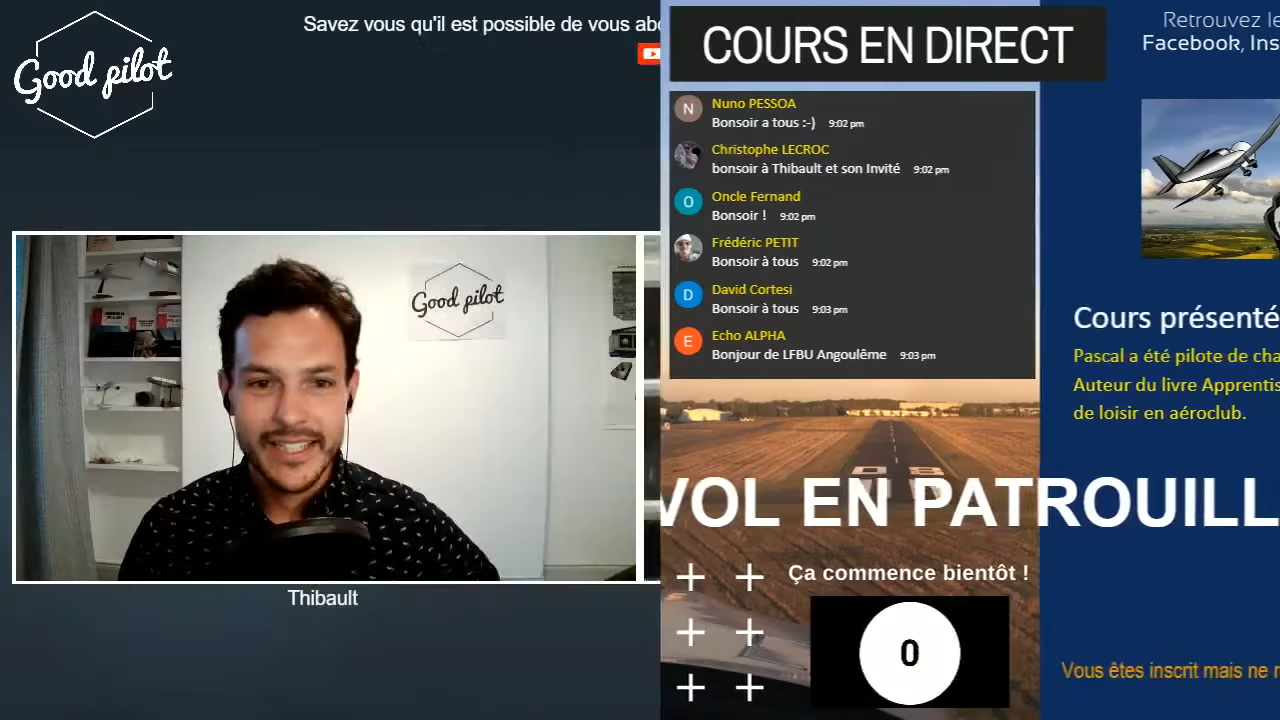 Good pilot
Savez vous qu'il est possible de vous abo
Good pilot
Thibault
COURS EN DIRECT
N
Nuno PESSOA
Bonsoir a tous :-) 9:02 pm
Christophe LECROC
bonsoir à Thibault et son Invité 9:02 pm
O
Oncle Fernand
Bonsoir ! 9:02 pm
Frédéric PETIT
Bonsoir à tous 9:02 pm
D
David Cortesi
Bonsoir à tous 9:03 pm
E
Echo ALPHA
Bonjour de LFBU Angoulême 9:03 pm
VOL EN PATROUILL
Ça commence bientôt !
0
Retrouvez le
Facebook, Ins
Cours présenté
Pascal a été pilote de cha
Auteur du livre Apprentis
de loisir en aéroclub.
Vous êtes inscrit mais ne r